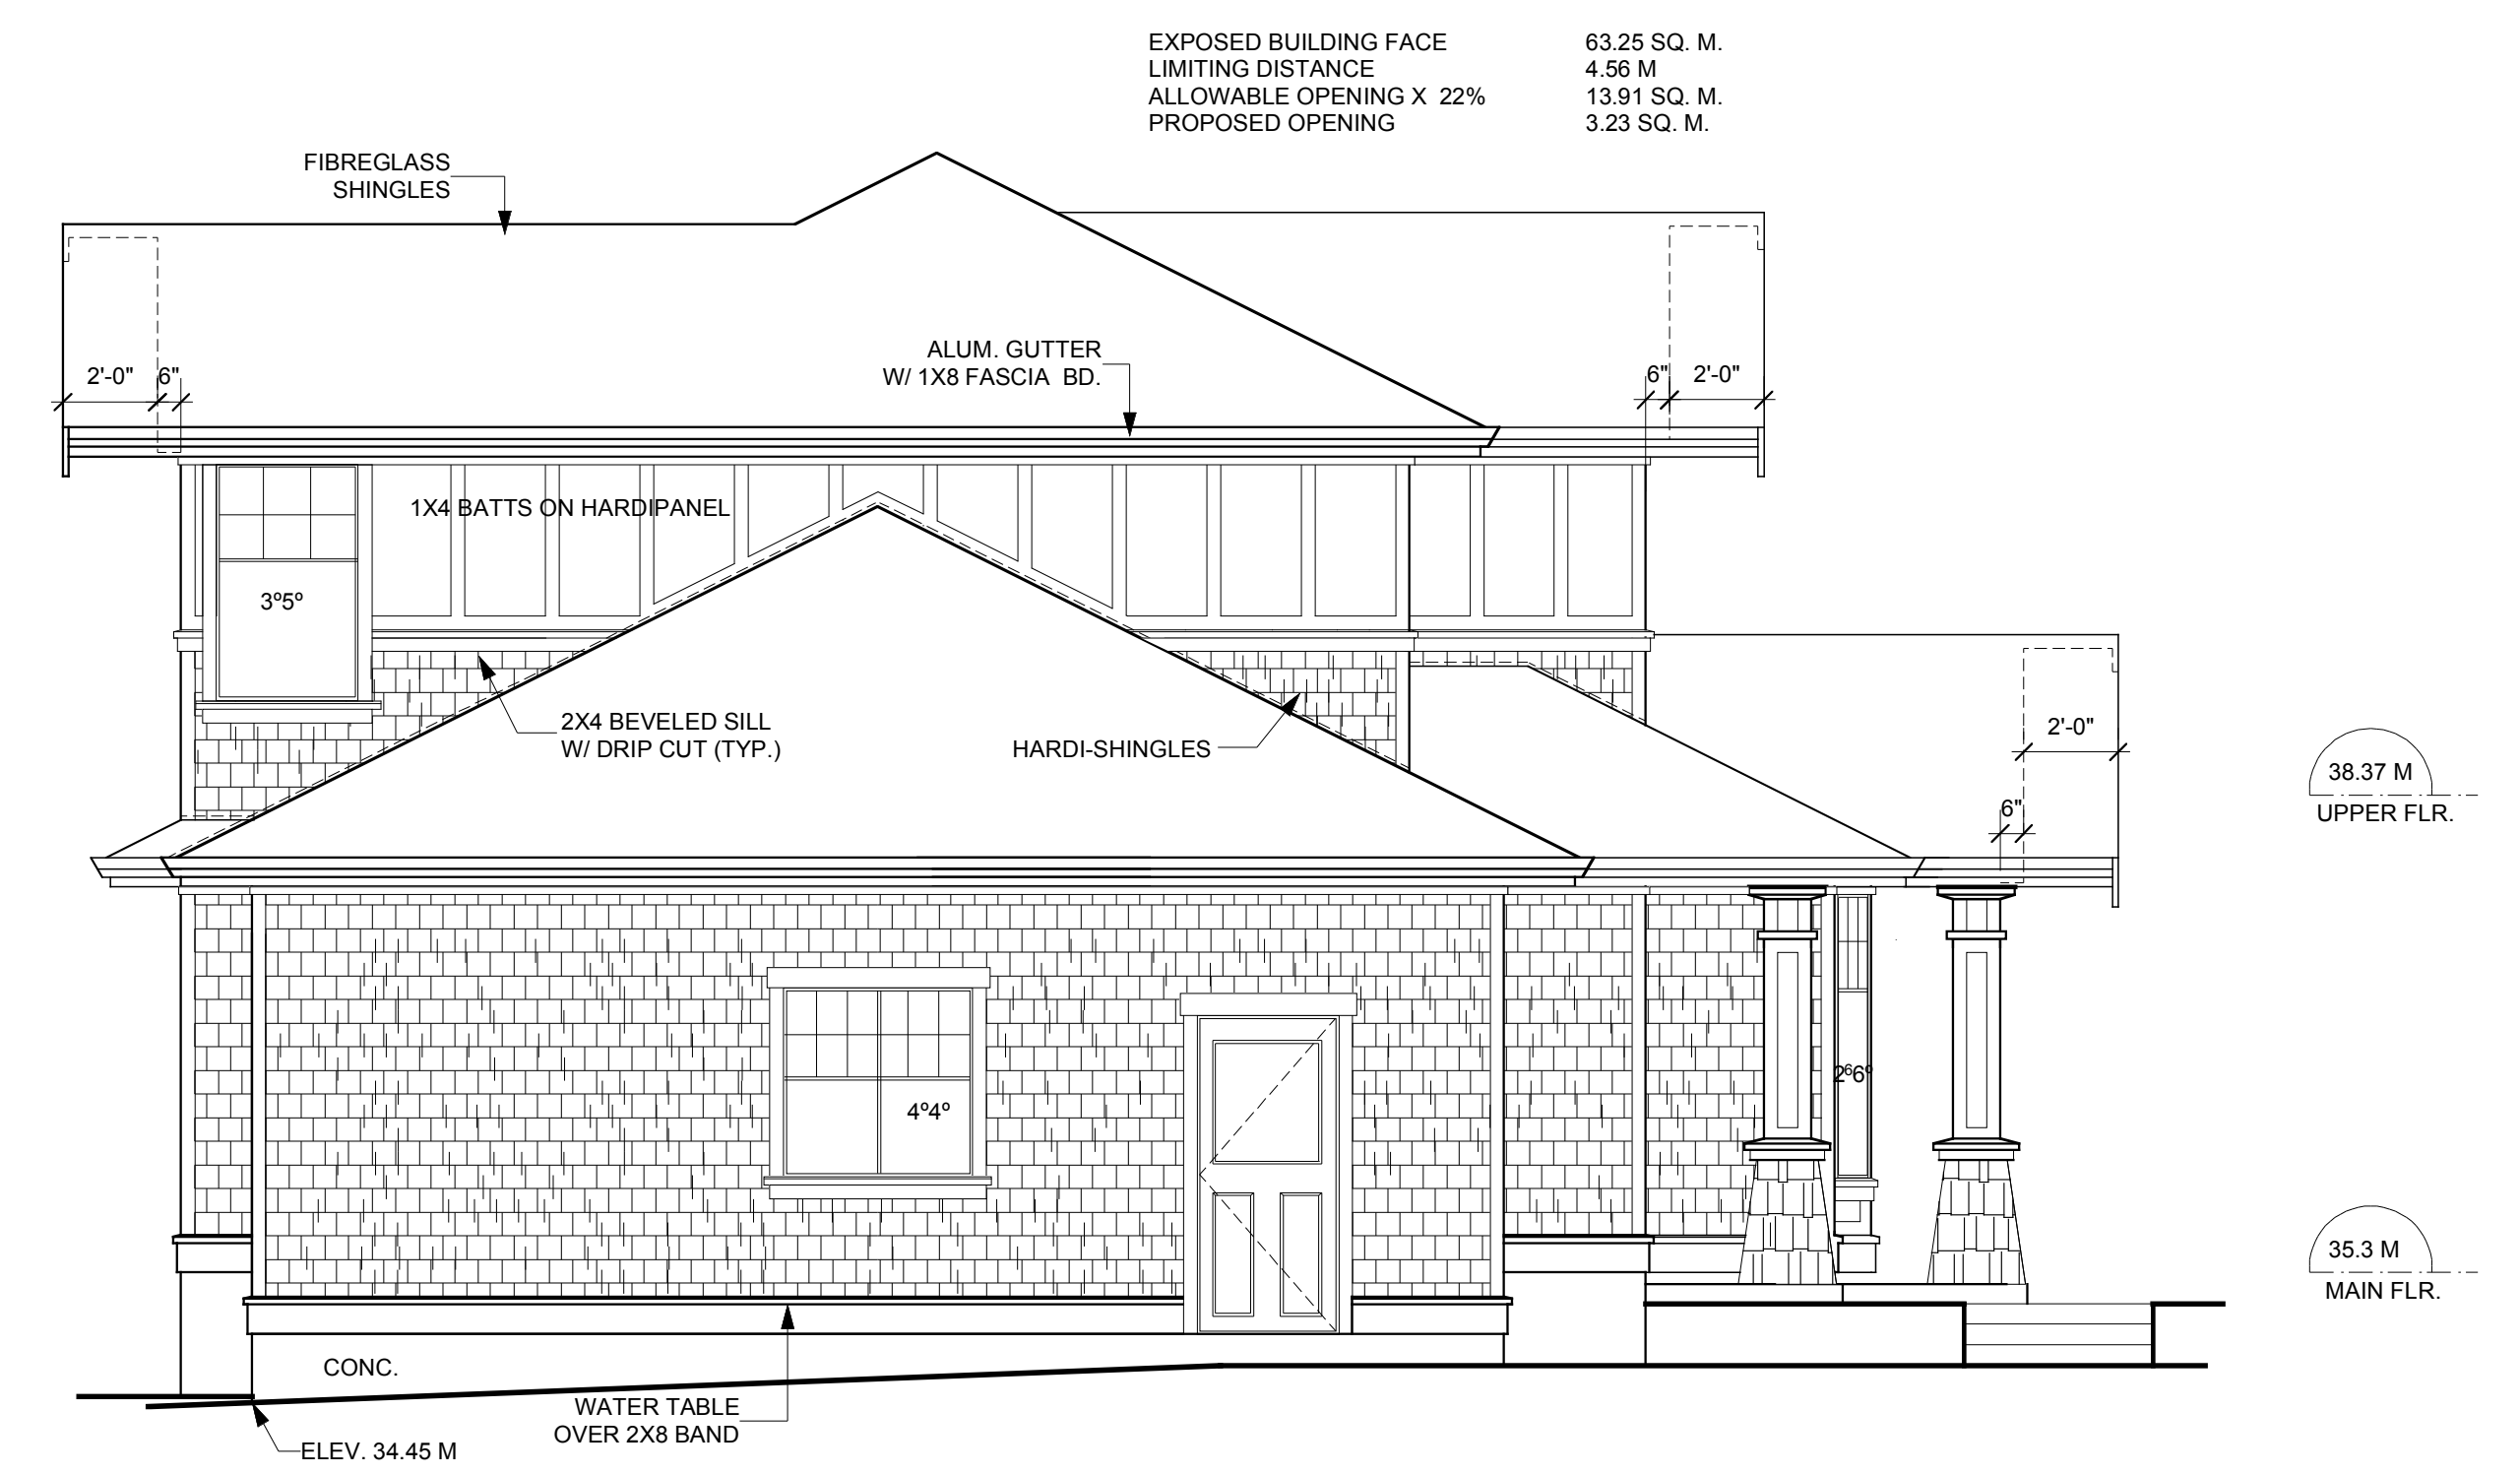 EXPOSED BUILDING FACE 63.25 SQ. M.
LIMITING DISTANCE 4.56 M
ALLOWABLE OPENING X 22% 13.91 SQ. M.
PROPOSED OPENING 3.23 SQ. M.
FIBREGLASS
SHINGLES
ALUM. GUTTER
W/ 1X8 FASCIA BD.
2'-0" 6"
6" 2'-0"
1X4 BATTS ON HARDIPANEL
3º5º
2X4 BEVELED SILL
W/ DRIP CUT (TYP.)
HARDI-SHINGLES
2'-0"
6"
38.37 M
UPPER FLR.
2⁶6º
4º4º
35.3 M
MAIN FLR.
CONC.
WATER TABLE
OVER 2X8 BAND
ELEV. 34.45 M